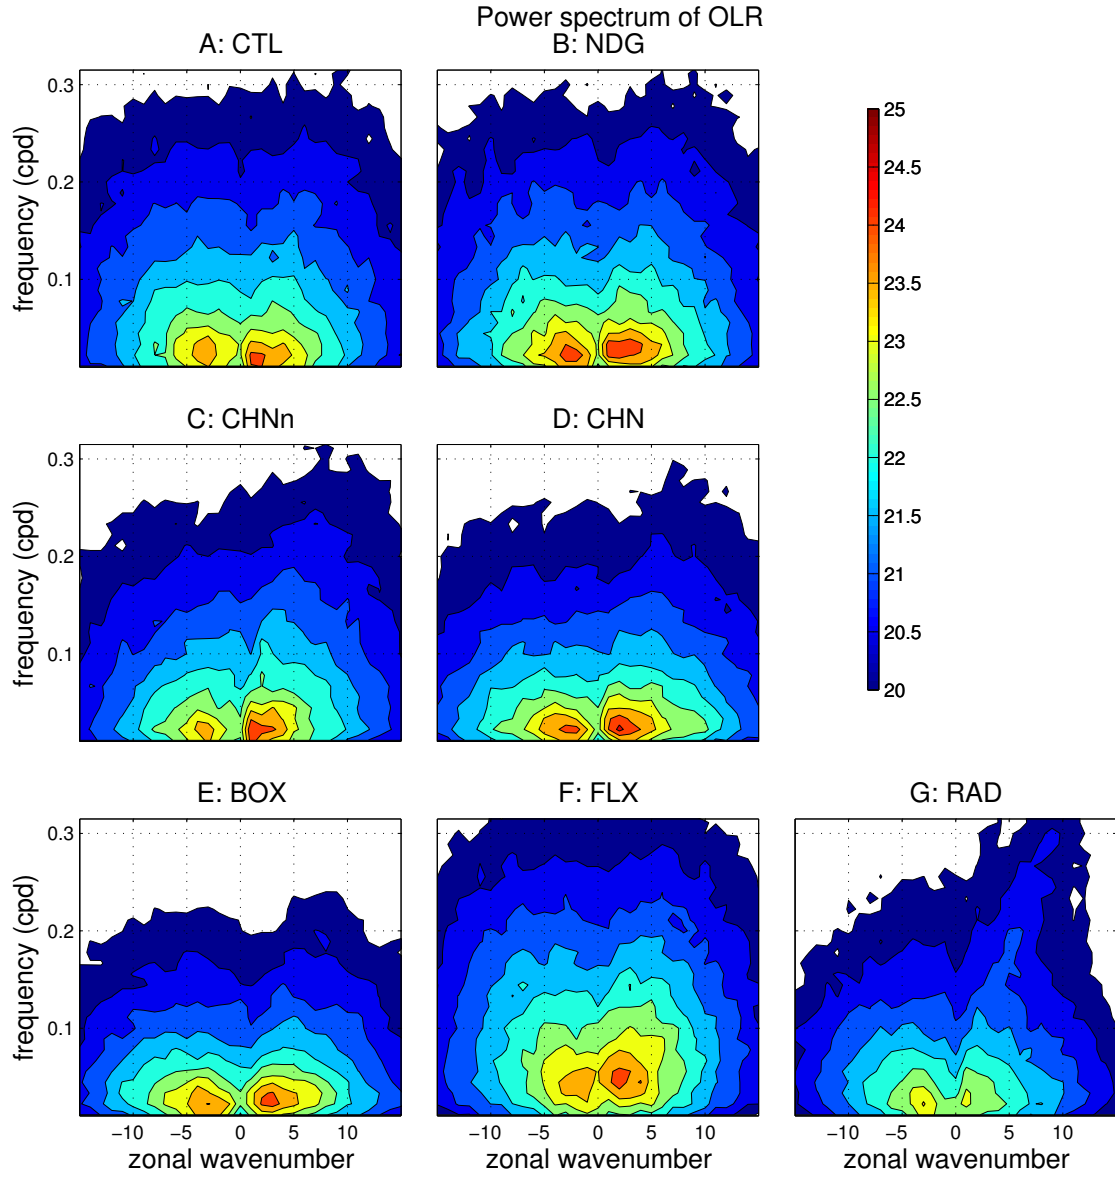 Power spectrum of OLR
A: CTL
B: NDG
frequency (cpd)
0.3
0.2
0.1
25
24.5
24
23.5
23
22.5
22
21.5
21
20.5
20
C: CHNn
D: CHN
frequency (cpd)
0.3
0.2
0.1
E: BOX
F: FLX
G: RAD
frequency (cpd)
0.3
0.2
0.1
−10 −5 0 5 10
−10 −5 0 5 10
−10 −5 0 5 10
zonal wavenumber
zonal wavenumber
zonal wavenumber